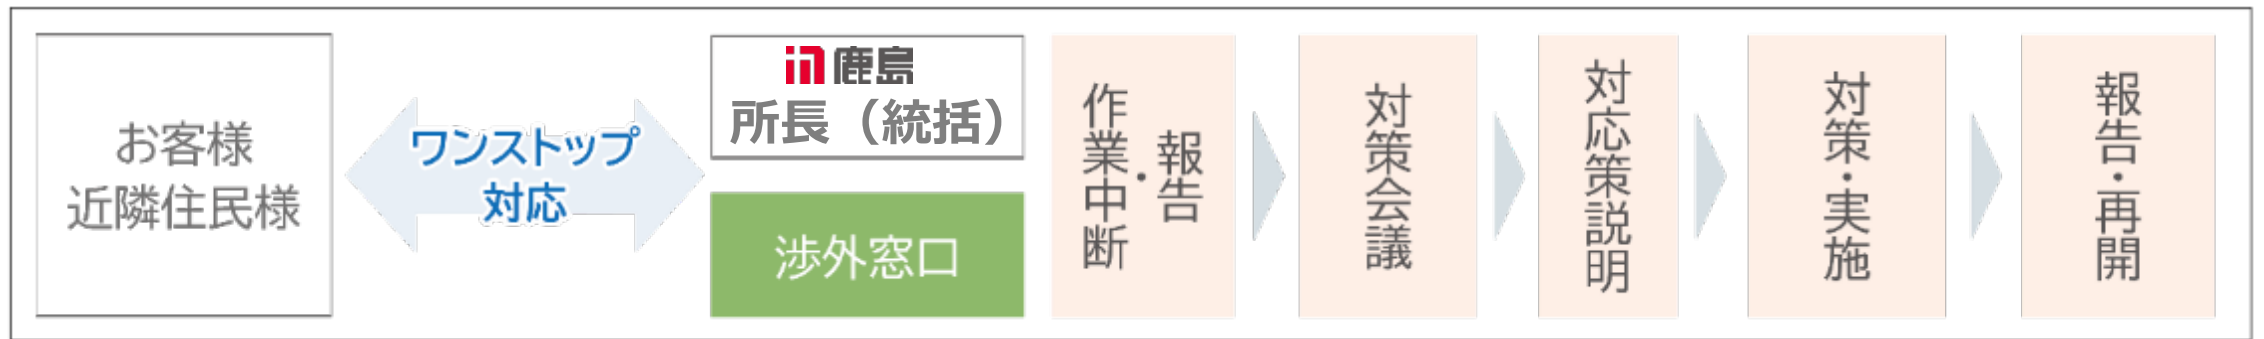 お客様
近隣住民様
ワンストップ
対応
鹿島
所長（統括）
渉外窓口
作業中断
・報告
対策会議
対応策説明
対策・実施
報告・再開